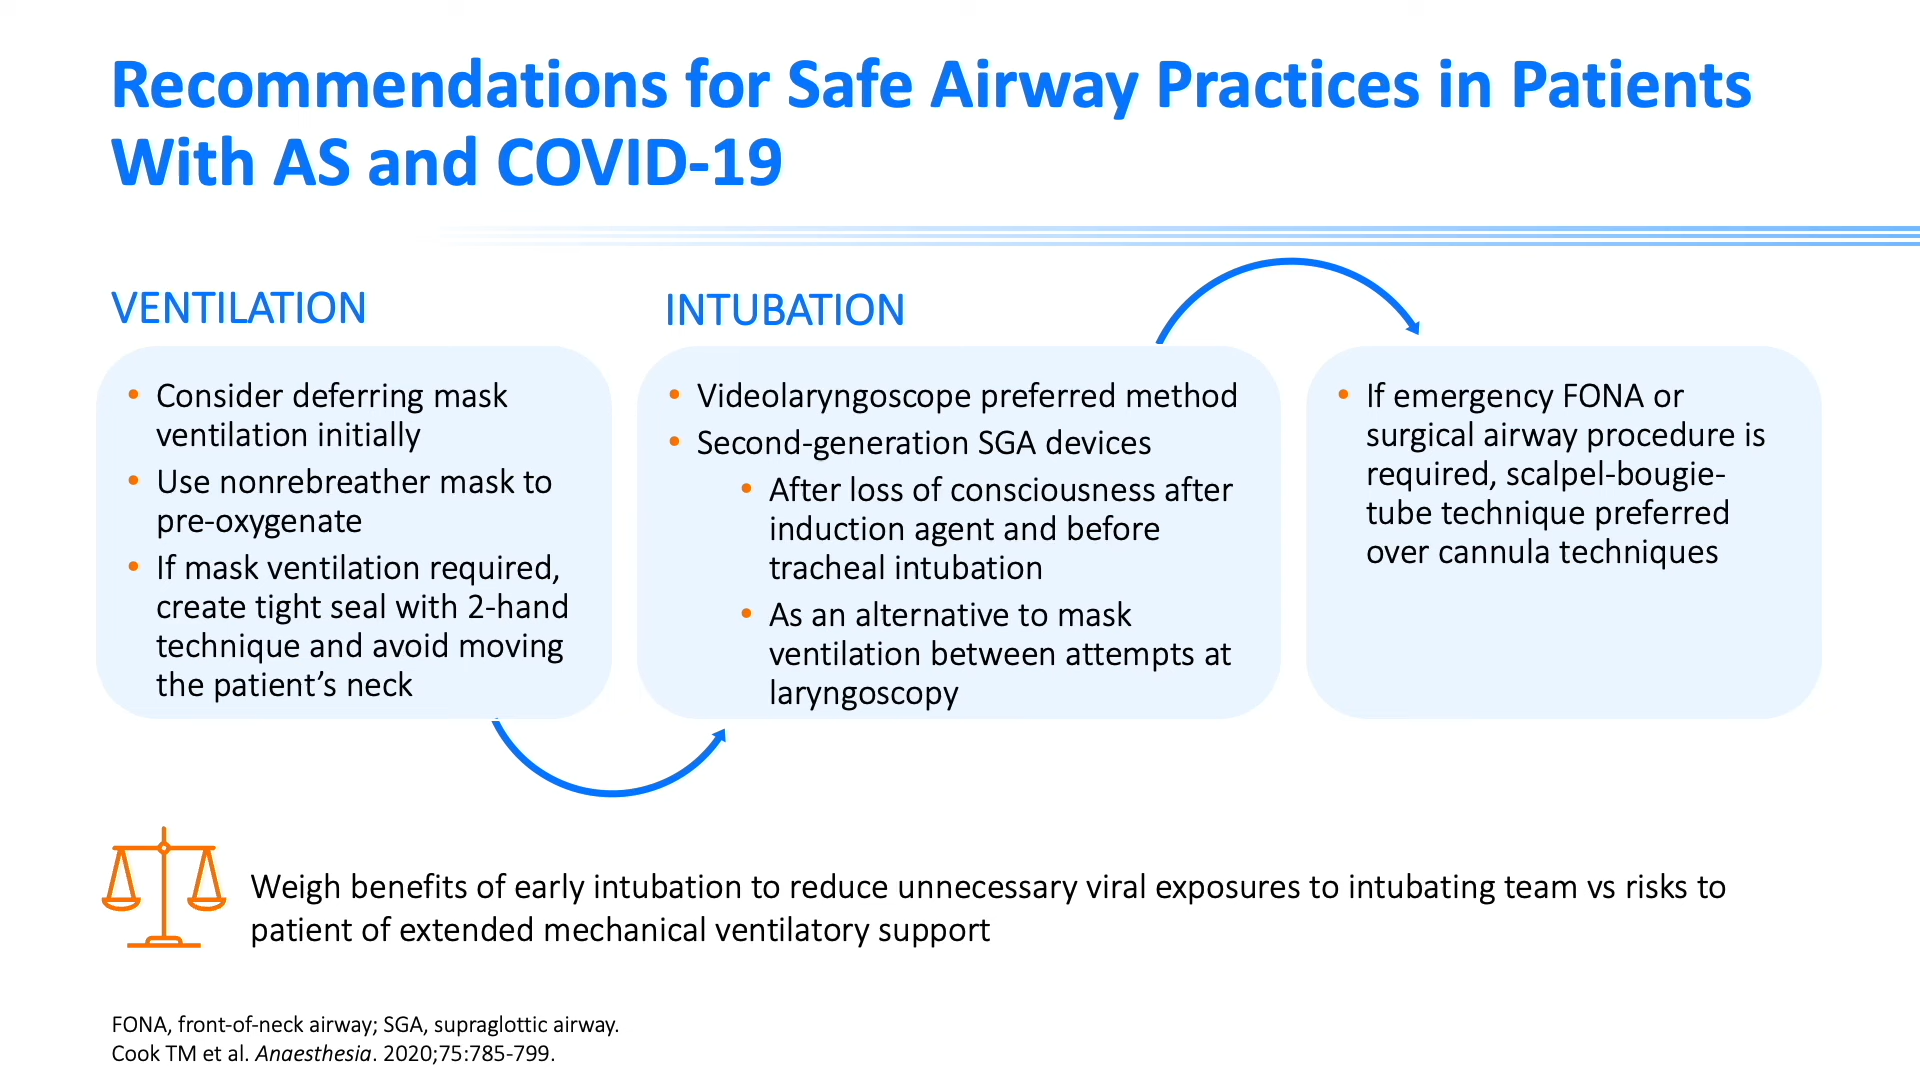 Recommendations for Safe Airway Practices in Patients
With AS and COVID-19
VENTILATION
• Consider deferring mask
ventilation initially
• Use nonrebreather mask to
pre-oxygenate
• If mask ventilation required,
create tight seal with 2-hand
technique and avoid moving
the patient’s neck
INTUBATION
• Videolaryngoscope preferred method
• Second-generation SGA devices
• After loss of consciousness after
induction agent and before
tracheal intubation
• As an alternative to mask
ventilation between attempts at
laryngoscopy
• If emergency FONA or
surgical airway procedure is
required, scalpel-bougie-
tube technique preferred
over cannula techniques
Weigh benefits of early intubation to reduce unnecessary viral exposures to intubating team vs risks to
patient of extended mechanical ventilatory support
FONA, front-of-neck airway; SGA, supraglottic airway.
Cook TM et al. Anaesthesia. 2020;75:785-799.